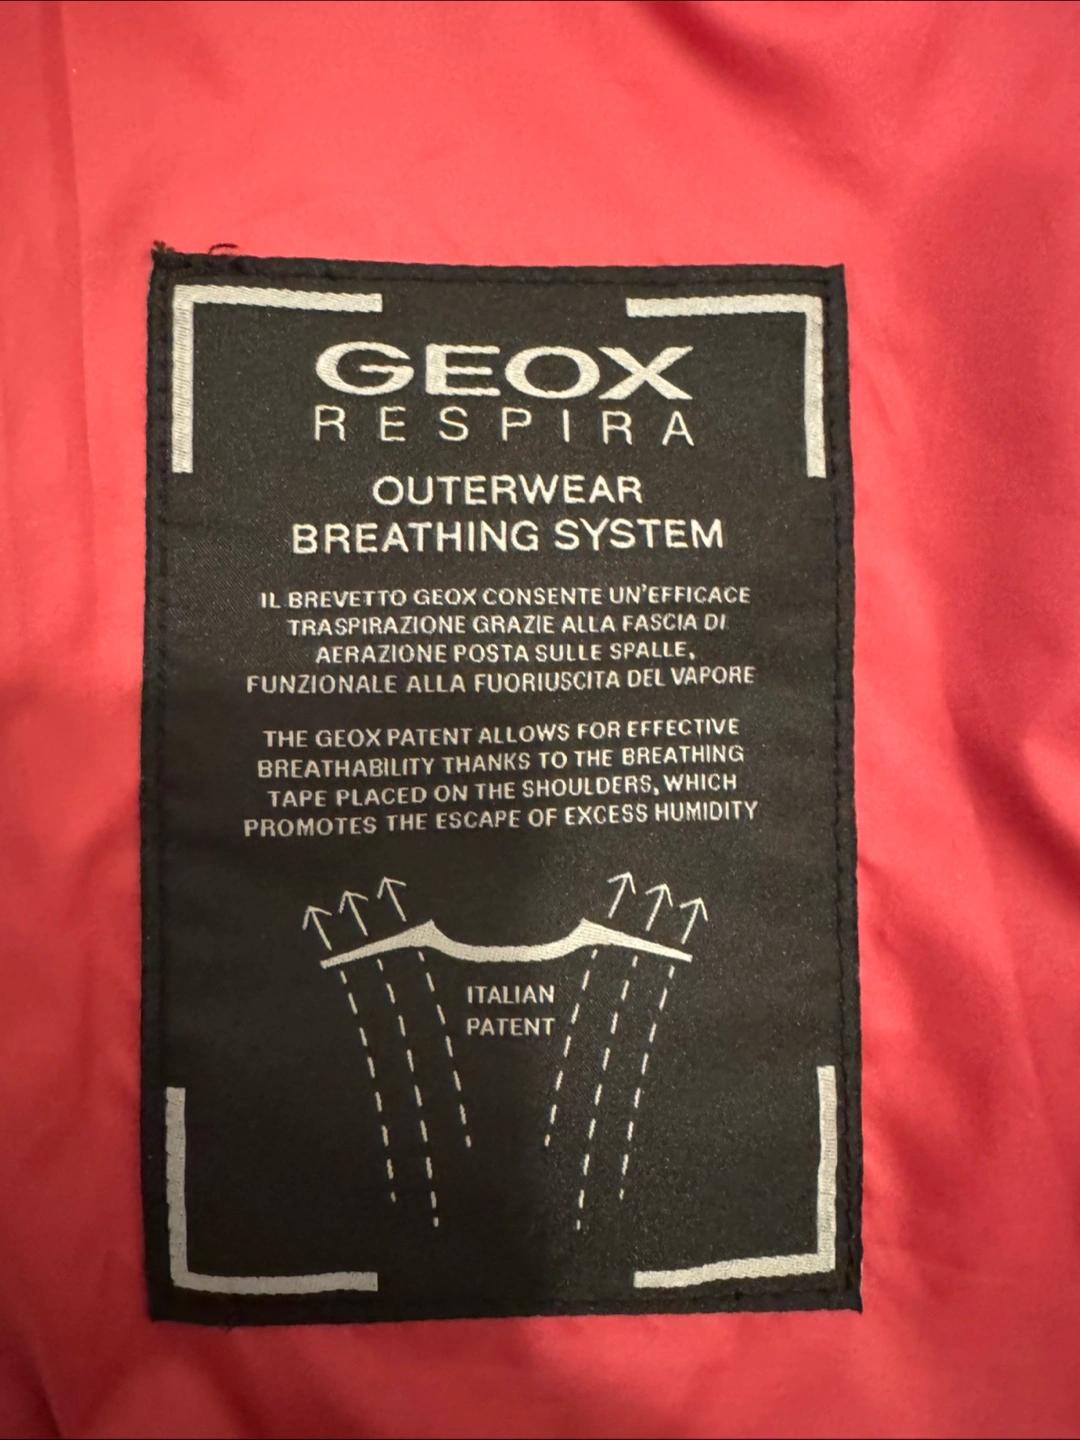 GEOX
RESPIRA
OUTERWEAR
BREATHING SYSTEM
IL BREVETTO GEOX CONSENTE UN'EFFICACE
TRASPIRAZIONE GRAZIE ALLA FASCIA DI
AERAZIONE POSTA SULLE SPALLE,
FUNZIONALE ALLA FUORIUSCITA DEL VAPORE
THE GEOX PATENT ALLOWS FOR EFFECTIVE
BREATHABILITY THANKS TO THE BREATHING
TAPE PLACED ON THE SHOULDERS, WHICH
PROMOTES THE ESCAPE OF EXCESS HUMIDITY
ITALIAN
PATENT